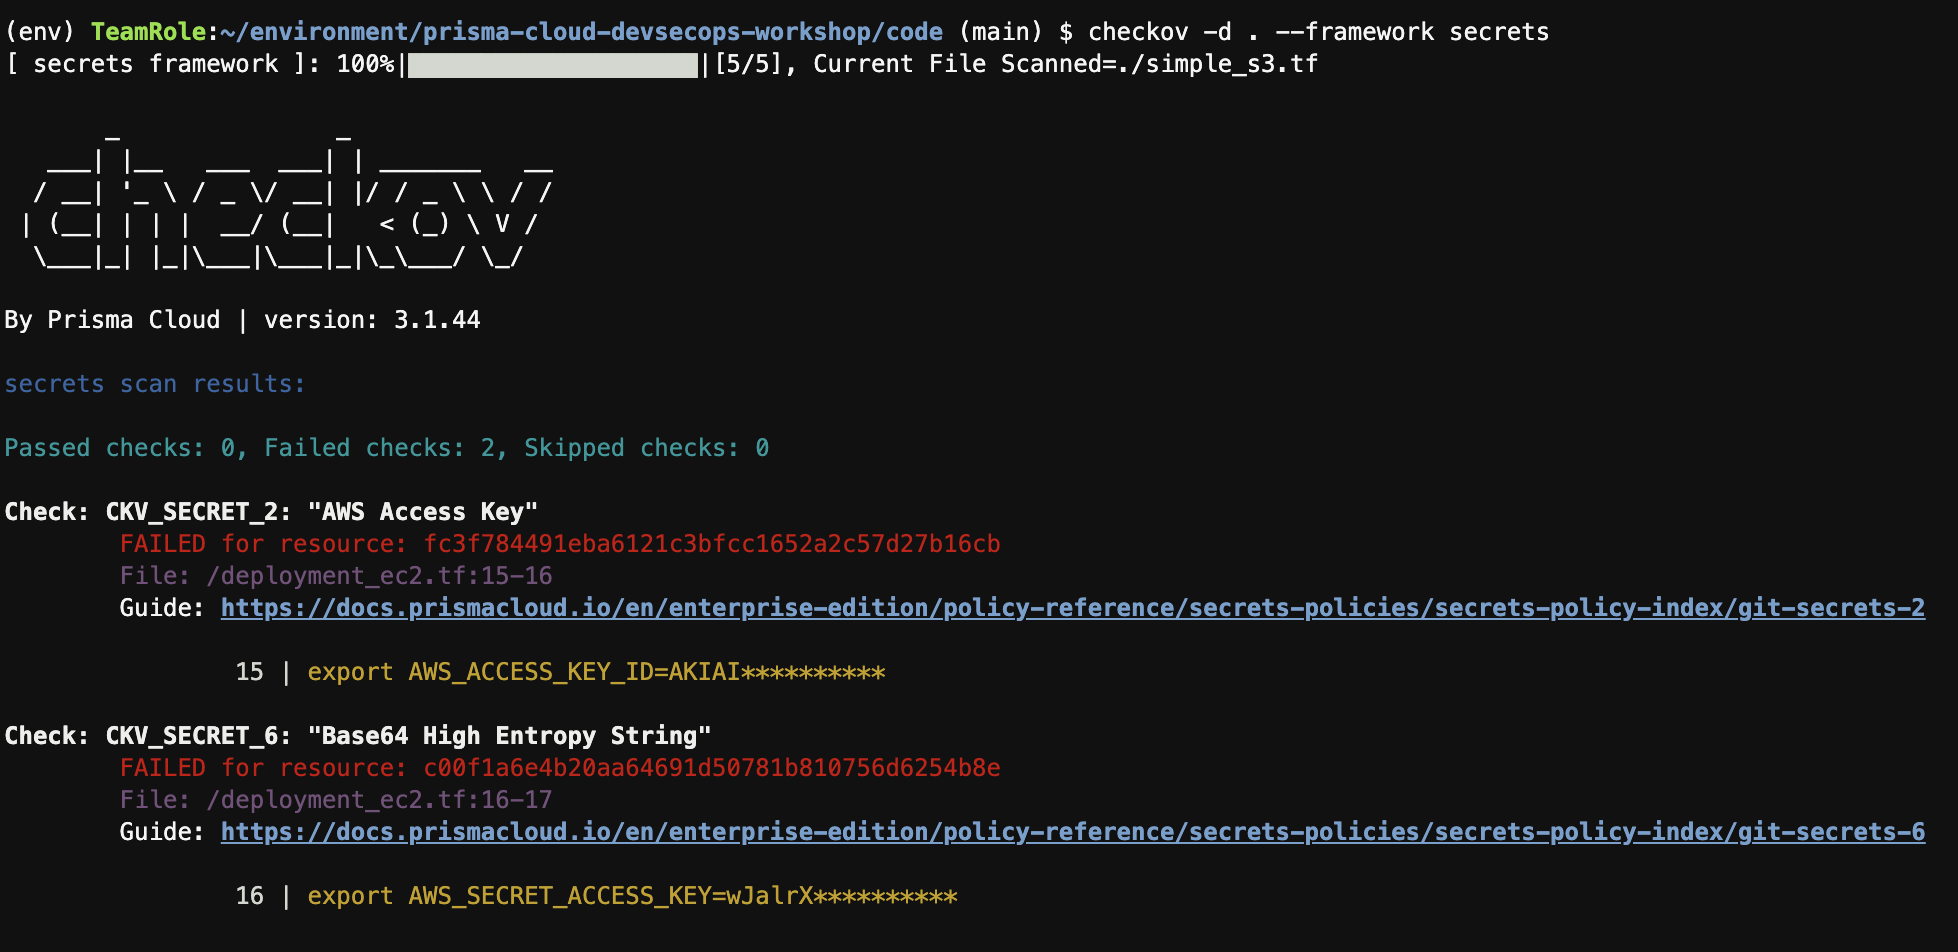 (env) TeamRole:~/environment/prisma-cloud-devsecops-workshop/code (main) $ checkov -d . --framework secrets
[ secrets framework ]: 100%|████████████████████|[5/5], Current File Scanned=./simple_s3.tf
       _               _
   ___| |__   ___  ___| | _______   __
  / __| '_ \ / _ \/ __| |/ / _ \ \ / /
 | (__| | | |  __/ (__|   < (_) \ V /
  \___|_| |_|\___|\___|_|\_\___/ \_/
By Prisma Cloud | version: 3.1.44
secrets scan results:
Passed checks: 0, Failed checks: 2, Skipped checks: 0
Check: CKV_SECRET_2: "AWS Access Key"
FAILED for resource: fc3f784491eba6121c3bfcc1652a2c57d27b16cb
File: /deployment_ec2.tf:15-16
Guide: https://docs.prismacloud.io/en/enterprise-edition/policy-reference/secrets-policies/secrets-policy-index/git-secrets-2
15 | export AWS_ACCESS_KEY_ID=AKIAI**********
Check: CKV_SECRET_6: "Base64 High Entropy String"
FAILED for resource: c00f1a6e4b20aa64691d50781b810756d6254b8e
File: /deployment_ec2.tf:16-17
Guide: https://docs.prismacloud.io/en/enterprise-edition/policy-reference/secrets-policies/secrets-policy-index/git-secrets-6
16 | export AWS_SECRET_ACCESS_KEY=wJalrX**********